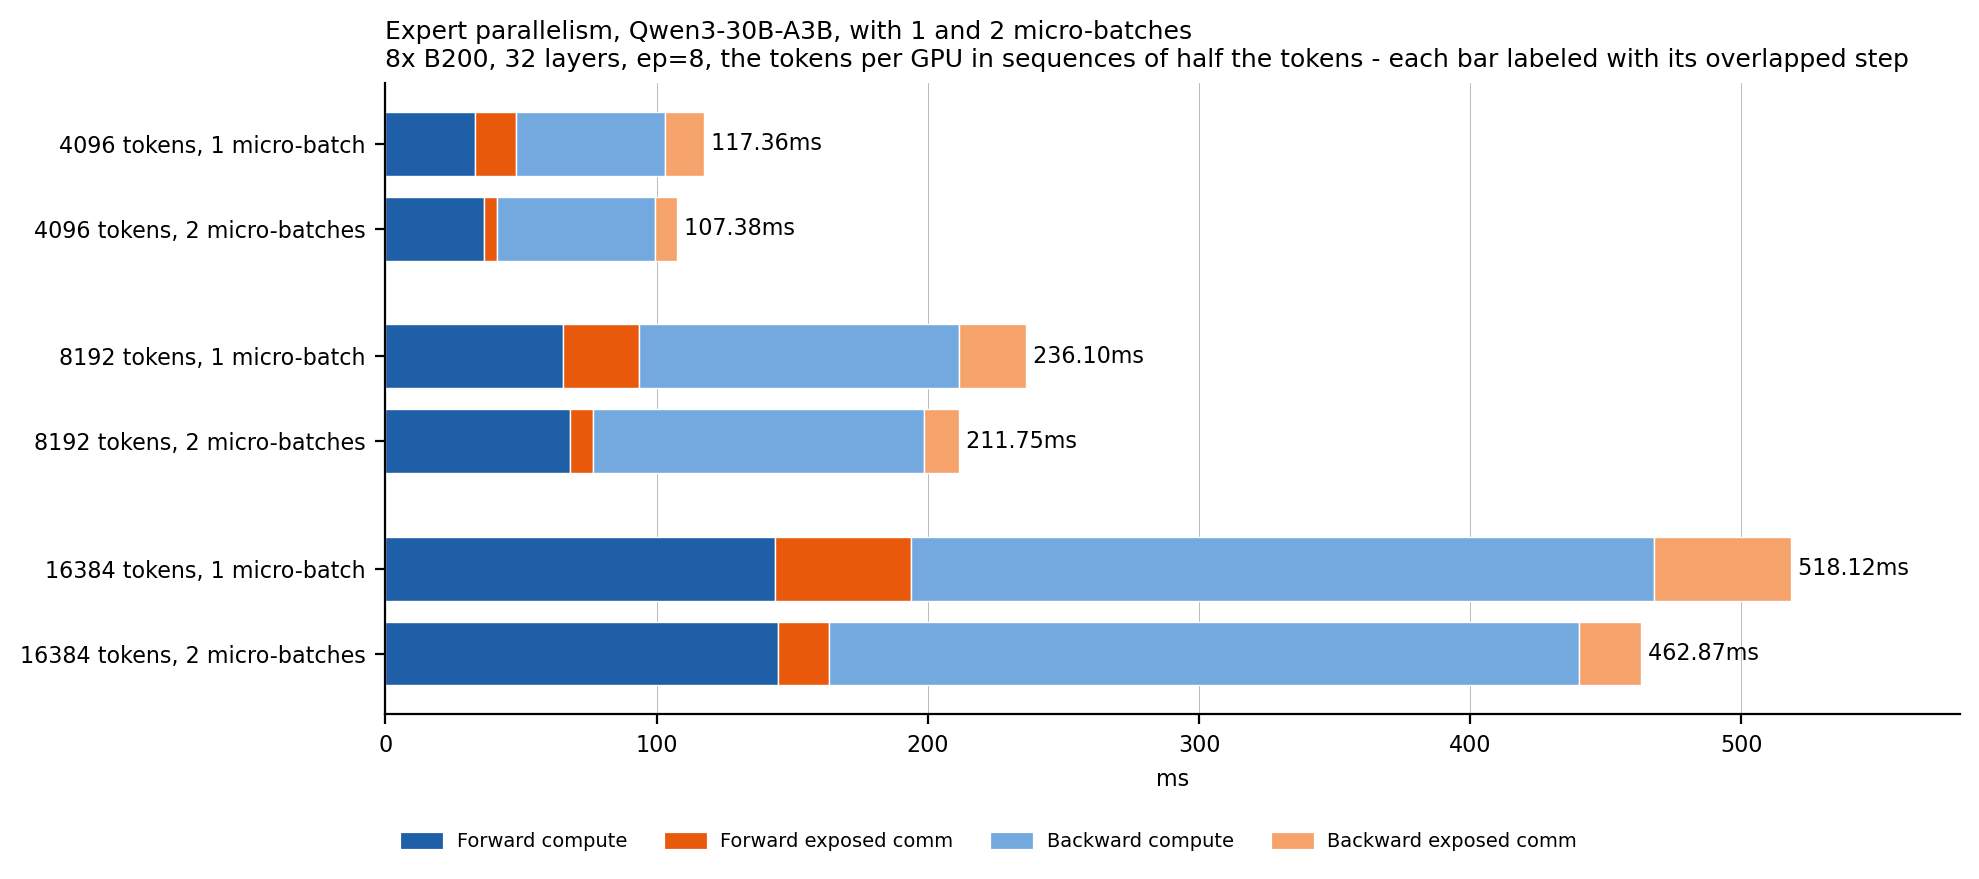 Expert parallelism, Qwen3-30B-A3B, with 1 and 2 micro-batches
8x B200, 32 layers, ep=8, the tokens per GPU in sequences of half the tokens - each bar labeled with its overlapped step
4096 tokens, 1 micro-batch
117.36ms
4096 tokens, 2 micro-batches
107.38ms
8192 tokens, 1 micro-batch
236.10ms
8192 tokens, 2 micro-batches
211.75ms
16384 tokens, 1 micro-batch
518.12ms
16384 tokens, 2 micro-batches
462.87ms
0 100 200 300 400 500
ms
Forward compute Forward exposed comm Backward compute Backward exposed comm